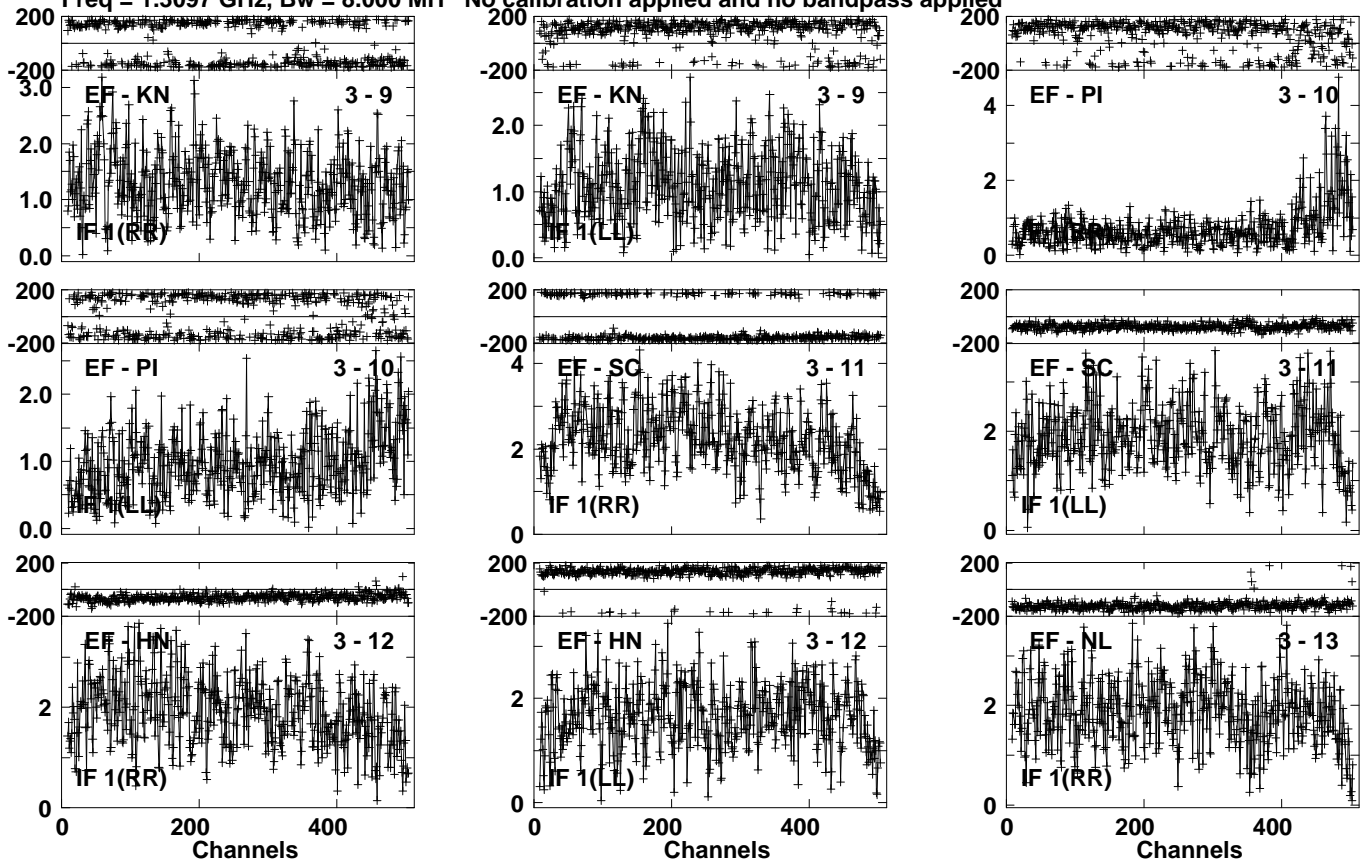 Freq = 1.5097 GHz, Bw = 8.000 MH No calibration applied and no bandpass applied
200 200 200
-200 -200 -200
3.0 EF - KN 3 - 9 EF - KN 3 - 9 EF - PI 3 - 10
2.0 2.0 4
1.0 1.0 2
IF 1(RR) IF 1(LL)
0.0 0.0 0
200 200 200
-200 -200 -200
EF - PI 3 - 10 EF - SC 3 - 11 EF - SC 3 - 11
2.0 4
1.0 2 2
IF 1(LL) IF 1(RR) IF 1(LL)
0.0 0 0
200 200 200
-200 -200 -200
EF - HN 3 - 12 EF - HN 3 - 12 EF - NL 3 - 13
2 2 2
IF 1(RR) IF 1(LL) IF 1(RR)
0 0 0
0 200 400 0 200 400 0 200 400
Channels Channels Channels